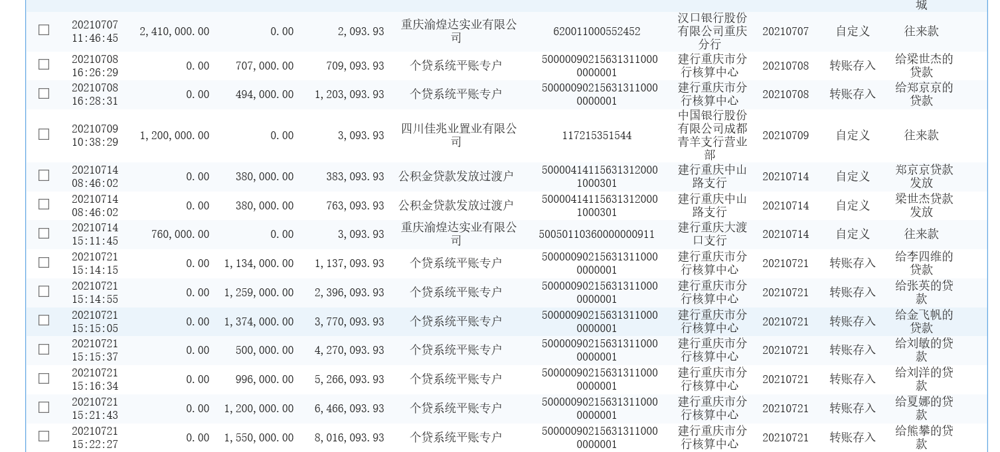 城
20210707 11:46:45 2,410,000.00 0.00 2,093.93 重庆渝煌达实业有限公司 620011000552452 汉口银行股份有限公司重庆分行 20210707 自定义 往来款
20210708 16:26:29 0.00 707,000.00 709,093.93 个贷系统平账专户 500000902156313110000000001 建行重庆市分行核算中心 20210708 转账存入 给梁世杰的贷款
20210708 16:28:31 0.00 494,000.00 1,203,093.93 个贷系统平账专户 500000902156313110000000001 建行重庆市分行核算中心 20210708 转账存入 给郑京京的贷款
20210709 10:38:29 1,200,000.00 0.00 3,093.93 四川佳兆业置业有限公司 117215351544 中国银行股份有限公司成都青羊支行营业部 20210709 自定义 往来款
20210714 08:46:02 0.00 380,000.00 383,093.93 公积金贷款发放过渡户 500004141156313120001000301 建行重庆中山路支行 20210714 自定义 郑京京贷款发放
20210714 08:46:02 0.00 380,000.00 763,093.93 公积金贷款发放过渡户 500004141156313120001000301 建行重庆中山路支行 20210714 自定义 梁世杰贷款发放
20210714 15:11:45 760,000.00 0.00 3,093.93 重庆渝煌达实业有限公司 50050110360000000911 建行重庆大渡口支行 20210714 自定义 往来款
20210721 15:14:15 0.00 1,134,000.00 1,137,093.93 个贷系统平账专户 500000902156313110000000001 建行重庆市分行核算中心 20210721 转账存入 给李四维的贷款
20210721 15:14:55 0.00 1,259,000.00 2,396,093.93 个贷系统平账专户 500000902156313110000000001 建行重庆市分行核算中心 20210721 转账存入 给张英的贷款
20210721 15:15:05 0.00 1,374,000.00 3,770,093.93 个贷系统平账专户 500000902156313110000000001 建行重庆市分行核算中心 20210721 转账存入 给金飞帆的贷款
20210721 15:15:37 0.00 500,000.00 4,270,093.93 个贷系统平账专户 500000902156313110000000001 建行重庆市分行核算中心 20210721 转账存入 给刘敏的贷款
20210721 15:16:34 0.00 996,000.00 5,266,093.93 个贷系统平账专户 500000902156313110000000001 建行重庆市分行核算中心 20210721 转账存入 给刘洋的贷款
20210721 15:21:43 0.00 1,200,000.00 6,466,093.93 个贷系统平账专户 500000902156313110000000001 建行重庆市分行核算中心 20210721 转账存入 给夏娜的贷款
20210721 15:22:27 0.00 1,550,000.00 8,016,093.93 个贷系统平账专户 500000902156313110000000001 建行重庆市分行核算中心 20210721 转账存入 给熊攀的贷款